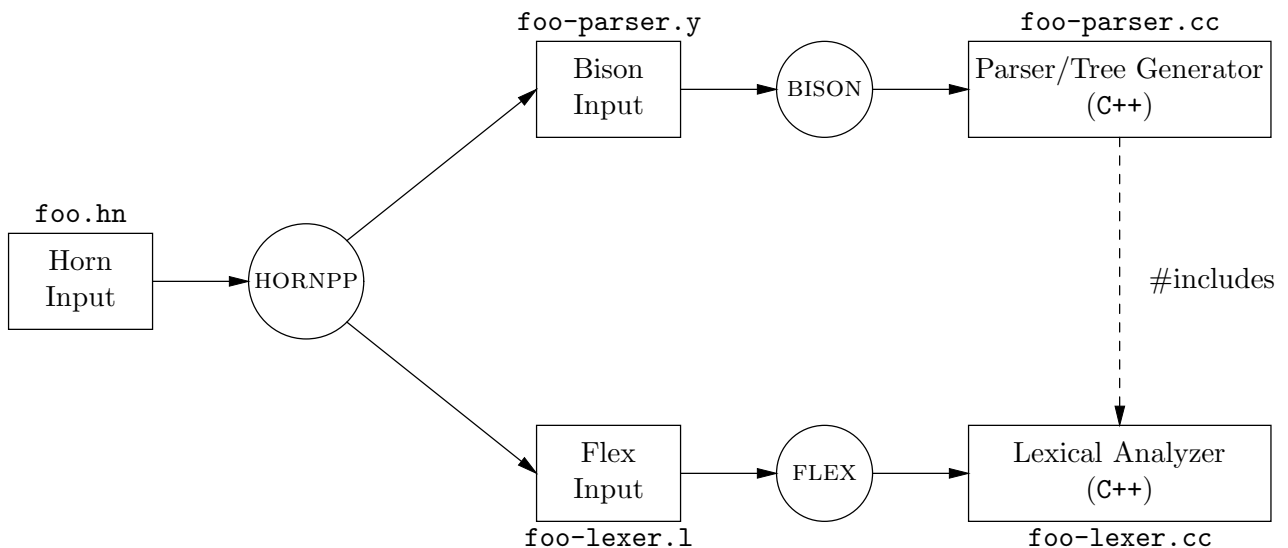 foo-parser.y
foo-parser.cc
Bison
Input
BISON
Parser/Tree Generator
(C++)
foo.hn
Horn
Input
HORNPP
#includes
Flex
Input
FLEX
Lexical Analyzer
(C++)
foo-lexer.l
foo-lexer.cc